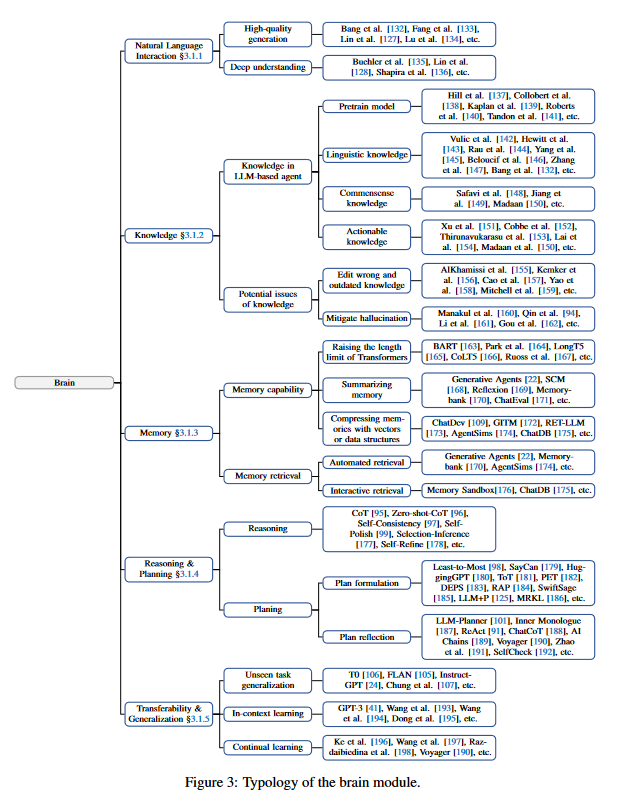 Brain
Natural Language
Interaction §3.1.1
High-quality
generation
Bang et al. [132], Fang et al. [133],
Lin et al. [127], Lu et al. [134], etc.
Deep understanding
Buehler et al. [135], Lin et al.
[128], Shapira et al. [136], etc.
Knowledge §3.1.2
Knowledge in
LLM-based agent
Pretrain model
Hill et al. [137], Collobert et al.
[138], Kaplan et al. [139], Roberts
et al. [140], Tandon et al. [141], etc.
Linguistic knowledge
Vulic et al. [142], Hewitt et al.
[143], Rau et al. [144], Yang et al.
[145], Beloucif et al. [146], Zhang
et al. [147], Bang et al. [132], etc.
Commensense
knowledge
Safavi et al. [148], Jiang et
al. [149], Madaan [150], etc.
Actionable
knowledge
Xu et al. [151], Cobbe et al. [152],
Thirunavukarasu et al. [153], Lai et
al. [154], Madaan et al. [150], etc.
Potential issues
of knowledge
Edit wrong and
outdated knowledge
AlKhamissi et al. [155], Kemker et
al. [156], Cao et al. [157], Yao et
al. [158], Mitchell et al. [159], etc.
Mitigate hallucination
Manakul et al. [160], Qin et al. [94],
Li et al. [161], Gou et al. [162], etc.
Memory §3.1.3
Memory capability
Raising the length
limit of Transformers
BART [163], Park et al. [164], LongT5
[165], CoLT5 [166], Ruoss et al. [167], etc.
Summarizing
memory
Generative Agents [22], SCM
[168], Reflexion [169], Memory-
bank [170], ChatEval [171], etc.
Compressing mem-
ories with vectors
or data structures
ChatDev [109], GITM [172], RET-LLM
[173], AgentSims [174], ChatDB [175], etc.
Memory retrieval
Automated retrieval
Generative Agents [22], Memory-
bank [170], AgentSims [174], etc.
Interactive retrieval
Memory Sandbox[176], ChatDB [175], etc.
Reasoning &
Planning §3.1.4
Reasoning
CoT [95], Zero-shot-CoT [96],
Self-Consistency [97], Self-
Polish [99], Selection-Inference
[177], Self-Refine [178], etc.
Planing
Plan formulation
Least-to-Most [98], SayCan [179], Hug-
gingGPT [180], ToT [181], PET [182],
DEPS [183], RAP [184], SwiftSage
[185], LLM+P [125], MRKL [186], etc.
Plan reflection
LLM-Planner [101], Inner Monologue
[187], ReAct [91], ChatCoT [188], AI
Chains [189], Voyager [190], Zhao
et al. [191], SelfCheck [192], etc.
Transferability &
Generalization §3.1.5
Unseen task
generalization
T0 [106], FLAN [105], Instruct-
GPT [24], Chung et al. [107], etc.
In-context learning
GPT-3 [41], Wang et al. [193], Wang
et al. [194], Dong et al. [195], etc.
Continual learning
Ke et al. [196], Wang et al. [197], Raz-
daibiedina et al. [198], Voyager [190], etc.
Figure 3: Typology of the brain module.